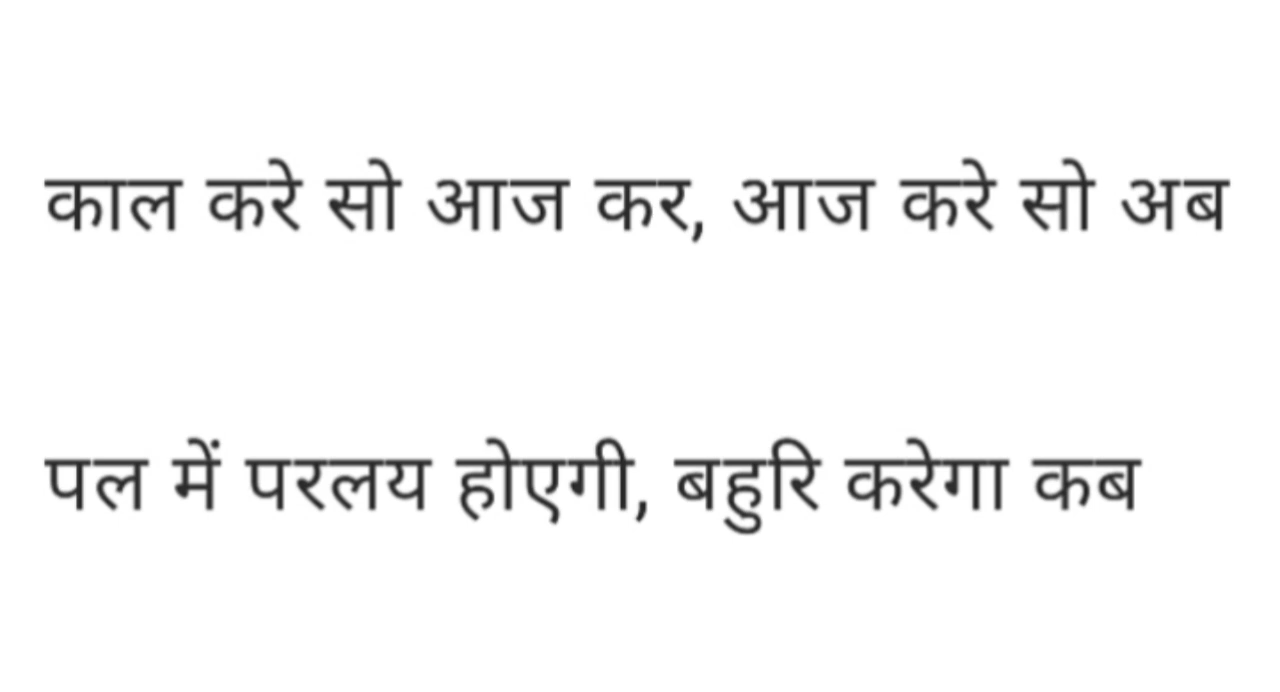 काल करे सो आज कर, आज करे सो अब
पल में परलय होएगी, बहुरि करेगा कब